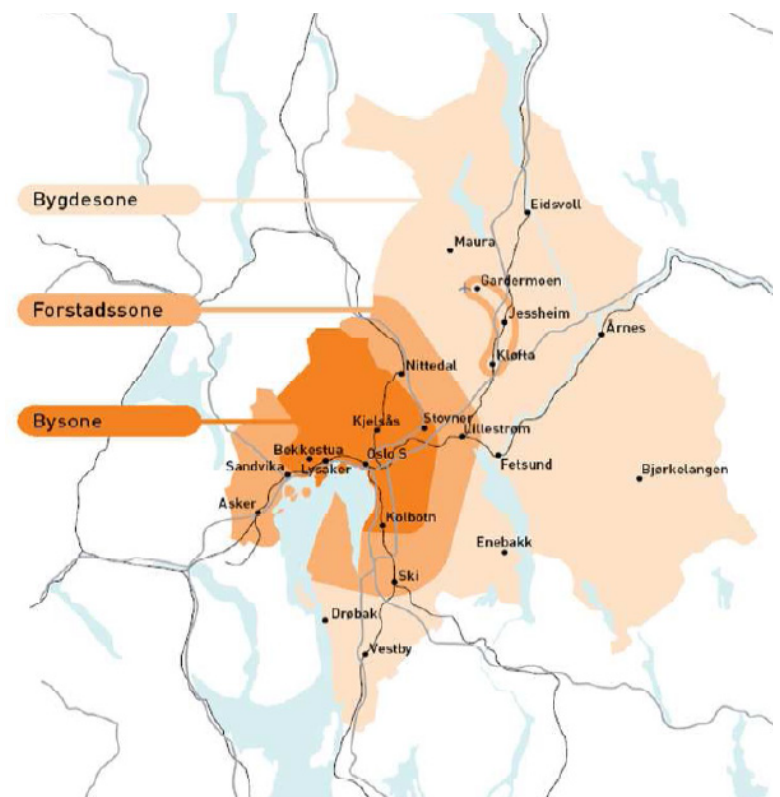 Bygdesone
Eidsvoll
Maura
Gardermoen
Forstadssone
Jessheim
Årnes
Kløfta
Nittedal
Bysone
Kjelsås
Stovner
Lillestrøm
Bekkestua
Oslo S
Fetsund
Sandvika
Lysaker
Bjørkelangen
Asker
Kolbotn
Enebakk
Ski
Drøbak
Vestby